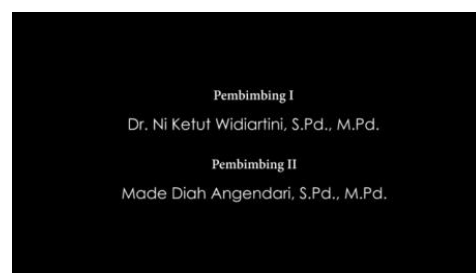 Pembimbing I
Dr. Ni Ketut Widiartini, S.Pd., M.Pd.
Pembimbing II
Made Diah Angendari, S.Pd., M.Pd.